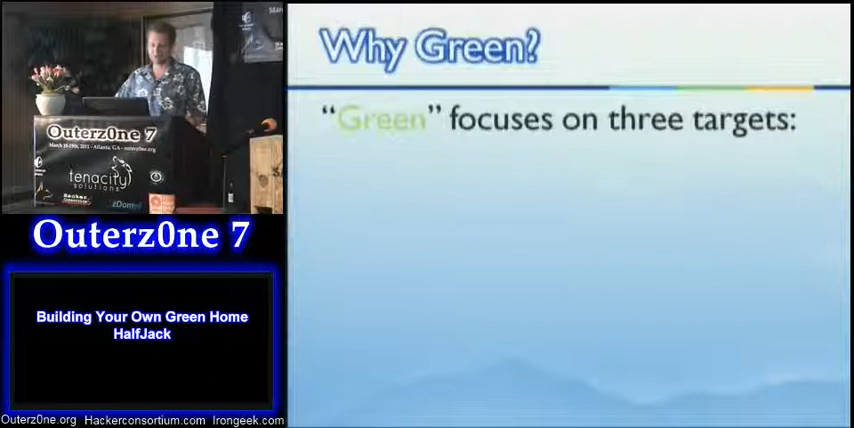 Why Green?
"Green" focuses on three targets:
Outerz0ne 7
tenacity
solutions
Outerz0ne 7
Building Your Own Green Home
HalfJack
Outerz0ne.org Hackerconsortium.com Irongeek.com